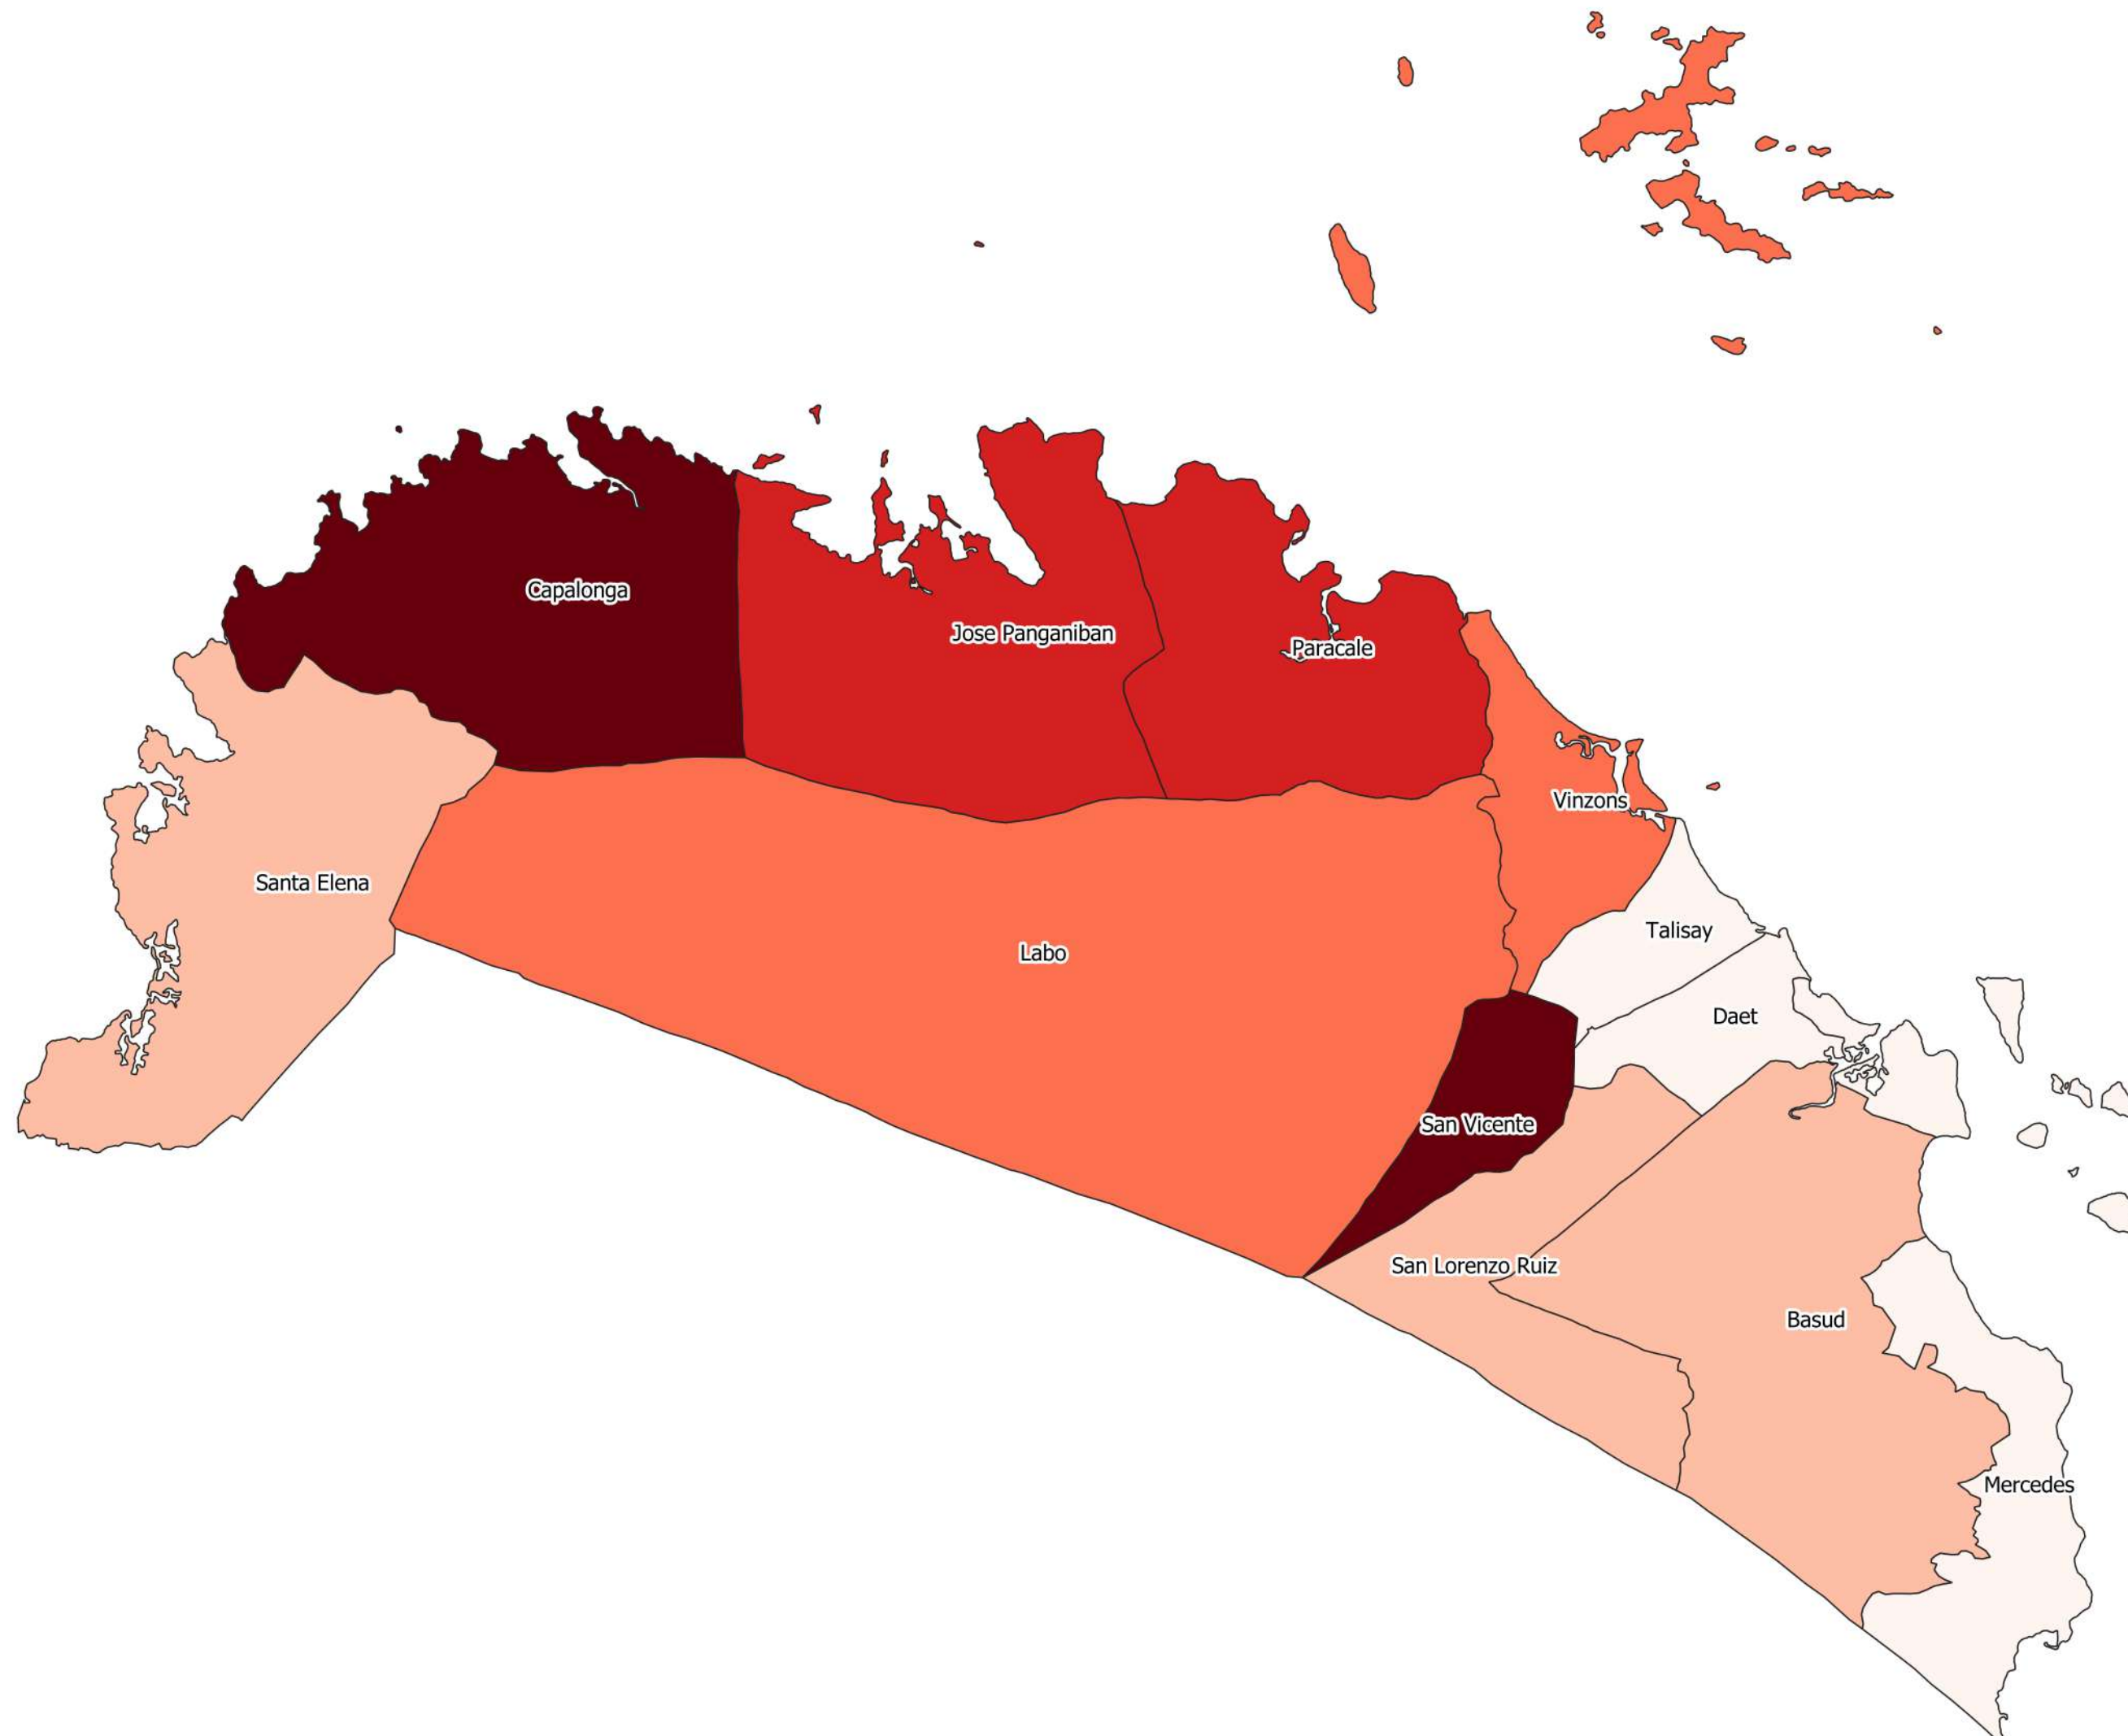 Capalonga
Jose Panganiban
Paracale
Vinzons
Santa Elena
Talisay
Labo
Daet
San Vicente
San Lorenzo Ruiz
Basud
Mercedes